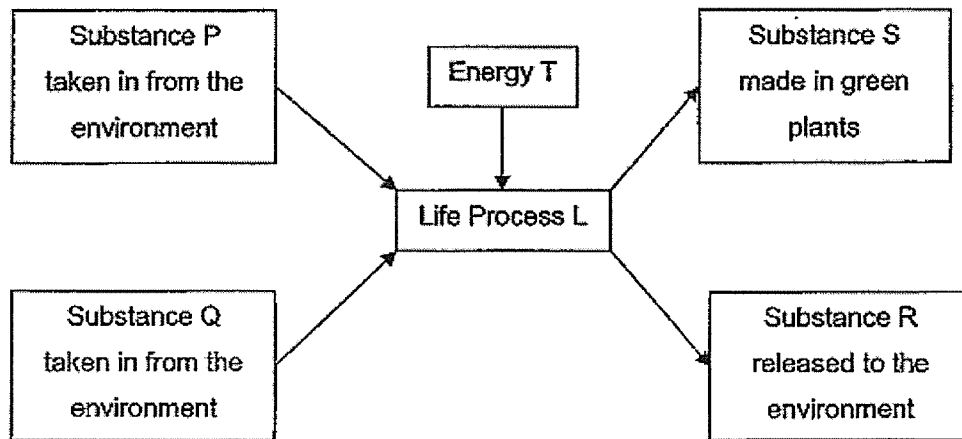 Substance P
taken in from the
environment
Energy T
Substance S
made in green
plants
Life Process L
Substance Q
taken in from the
environment
Substance R
released to the
environment